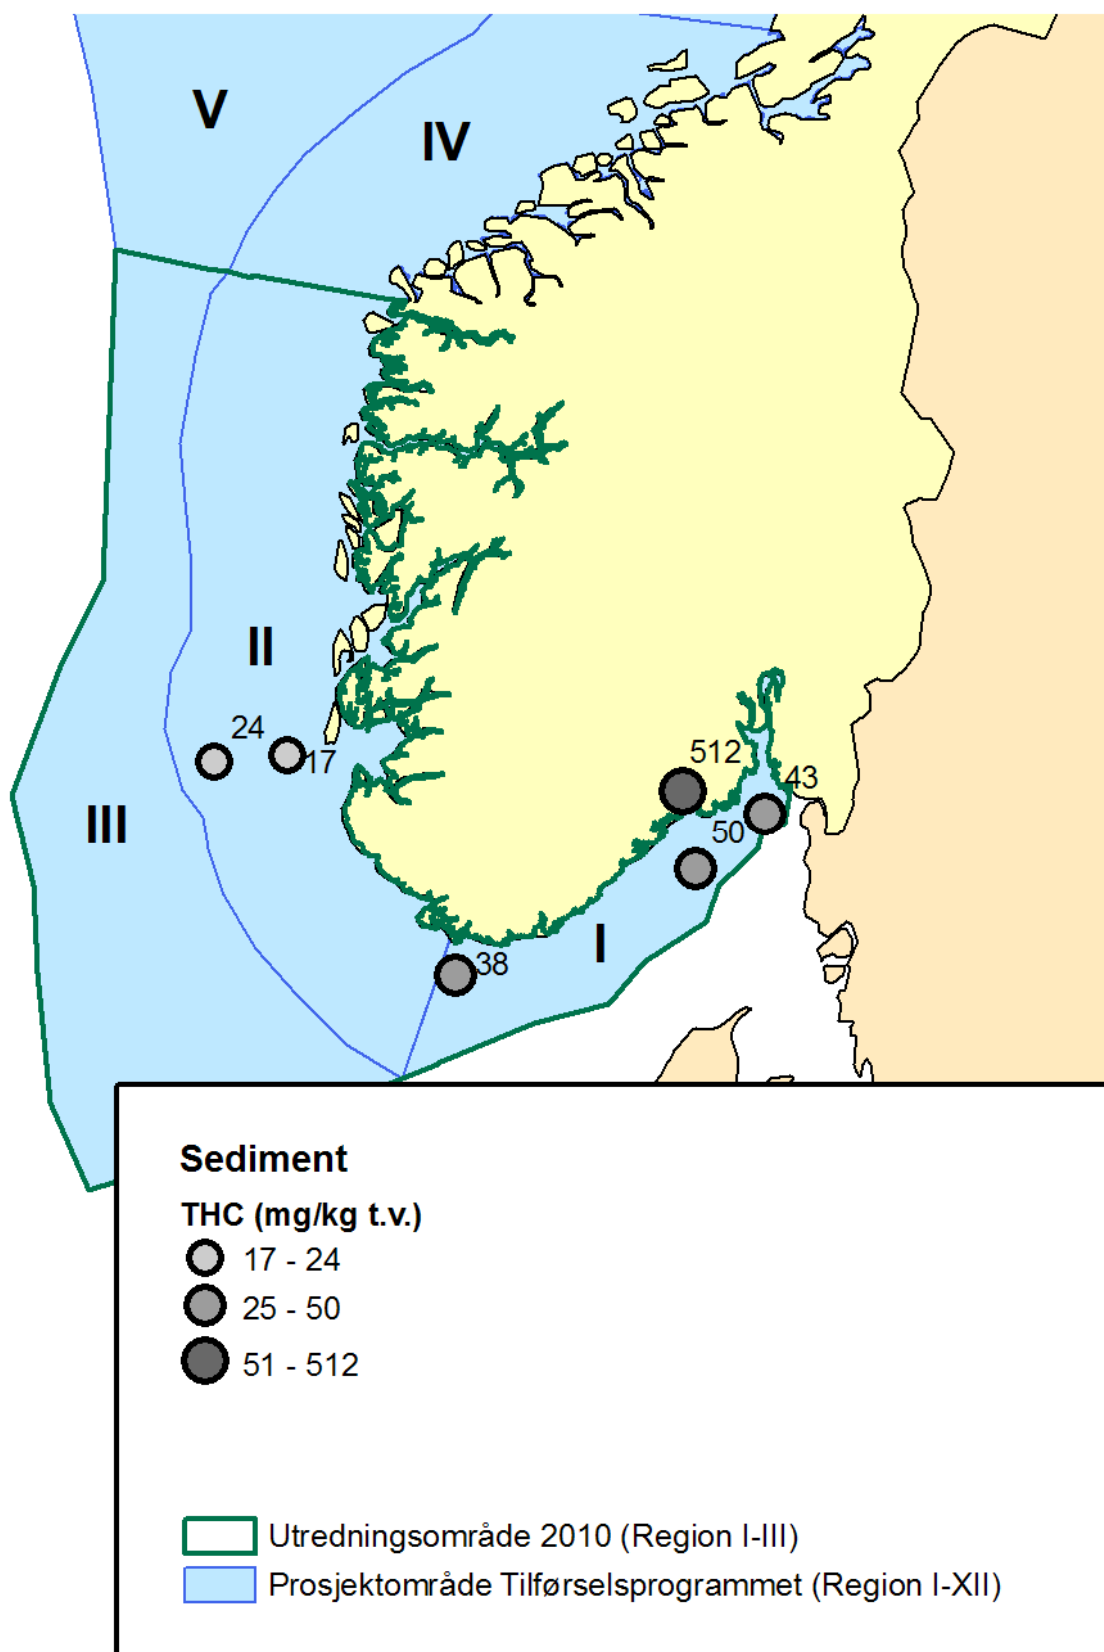 V
IV
II
24
17
III
512
43
50
I
38
Sediment
THC (mg/kg t.v.)
17 - 24
25 - 50
51 - 512
Utredningsområde 2010 (Region I-III)
Prosjektområde Tilførselsprogrammet (Region I-XII)